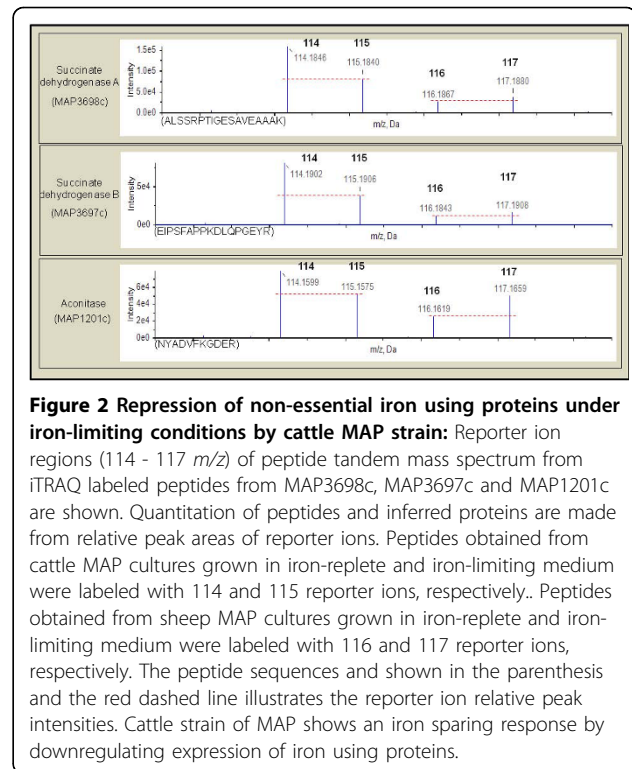 114 115
1.5e5
114.1846 115.1840
Succinate
dehydrogenase A
(MAP3698c)
Intensity
1.0e5
116 117
5.0e4
116.1867 117.1880
0.0e0
(ALSSRPTIGESAVEAAAK) m/z, Da
114 115
Succinate
dehydrogenase B
(MAP3697c)
Intensity
5e4
114.1902 115.1906
116 117
116.1843 117.1908
0e0
(EIPSFAPPKDLQPGEYR) m/z, Da
114 115 117
Aconitase
(MAP1201c)
Intensity
6e4
114.1599 115.1575 116 117.1659
4e4
116.1619
2e4
0e0
(NYADVFKGDER) m/z, Da
Figure 2 Repression of non-essential iron using proteins under
iron-limiting conditions by cattle MAP strain: Reporter ion
regions (114 - 117 m/z) of peptide tandem mass spectrum from
iTRAQ labeled peptides from MAP3698c, MAP3697c and MAP1201c
are shown. Quantitation of peptides and inferred proteins are made
from relative peak areas of reporter ions. Peptides obtained from
cattle MAP cultures grown in iron-replete and iron-limiting medium
were labeled with 114 and 115 reporter ions, respectively.. Peptides
obtained from sheep MAP cultures grown in iron-replete and iron-
limiting medium were labeled with 116 and 117 reporter ions,
respectively. The peptide sequences and shown in the parenthesis
and the red dashed line illustrates the reporter ion relative peak
intensities. Cattle strain of MAP shows an iron sparing response by
downregulating expression of iron using proteins.